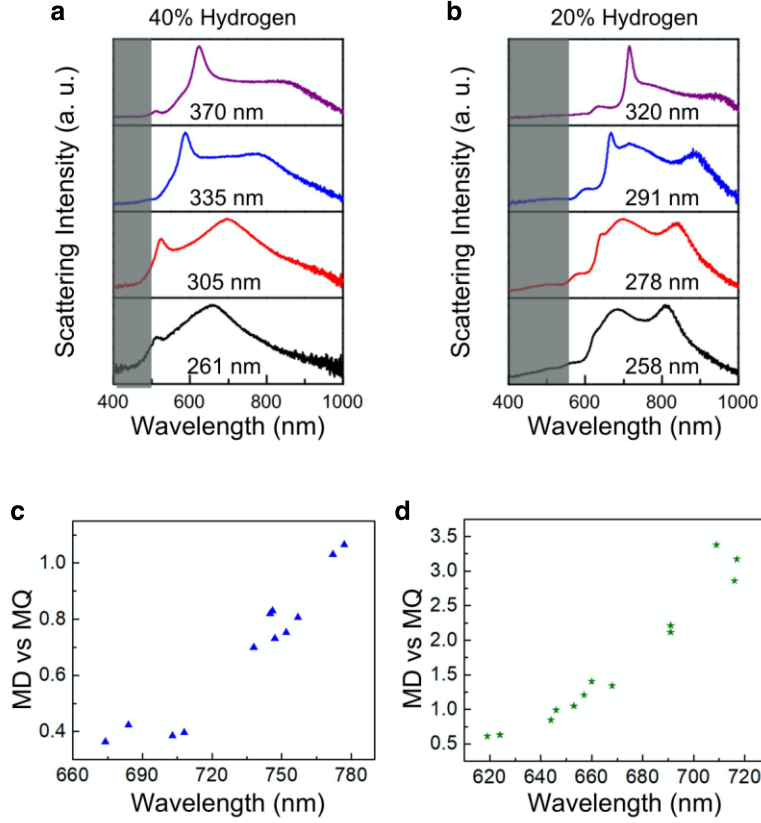 a
40% Hydrogen
b
20% Hydrogen
Scattering Intensity (a. u.)
370 nm
335 nm
305 nm
261 nm
400 600 800 1000
Wavelength (nm)
Scattering Intensity (a. u.)
320 nm
291 nm
278 nm
258 nm
400 600 800 1000
Wavelength (nm)
c
MD vs MQ
1.0
0.8
0.6
0.4
660 690 720 750 780
Wavelength (nm)
d
MD vs MQ
3.5
3.0
2.5
2.0
1.5
1.0
0.5
620 640 660 680 700 720
Wavelength (nm)